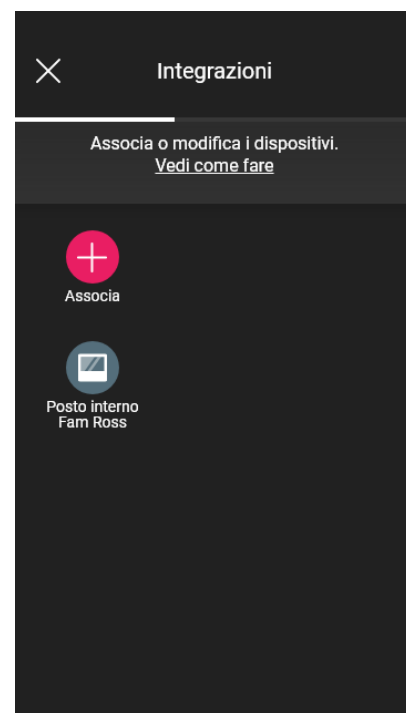 Integrazioni
Associa o modifica i dispositivi.
Vedi come fare
Associa
Posto interno
Fam Ross